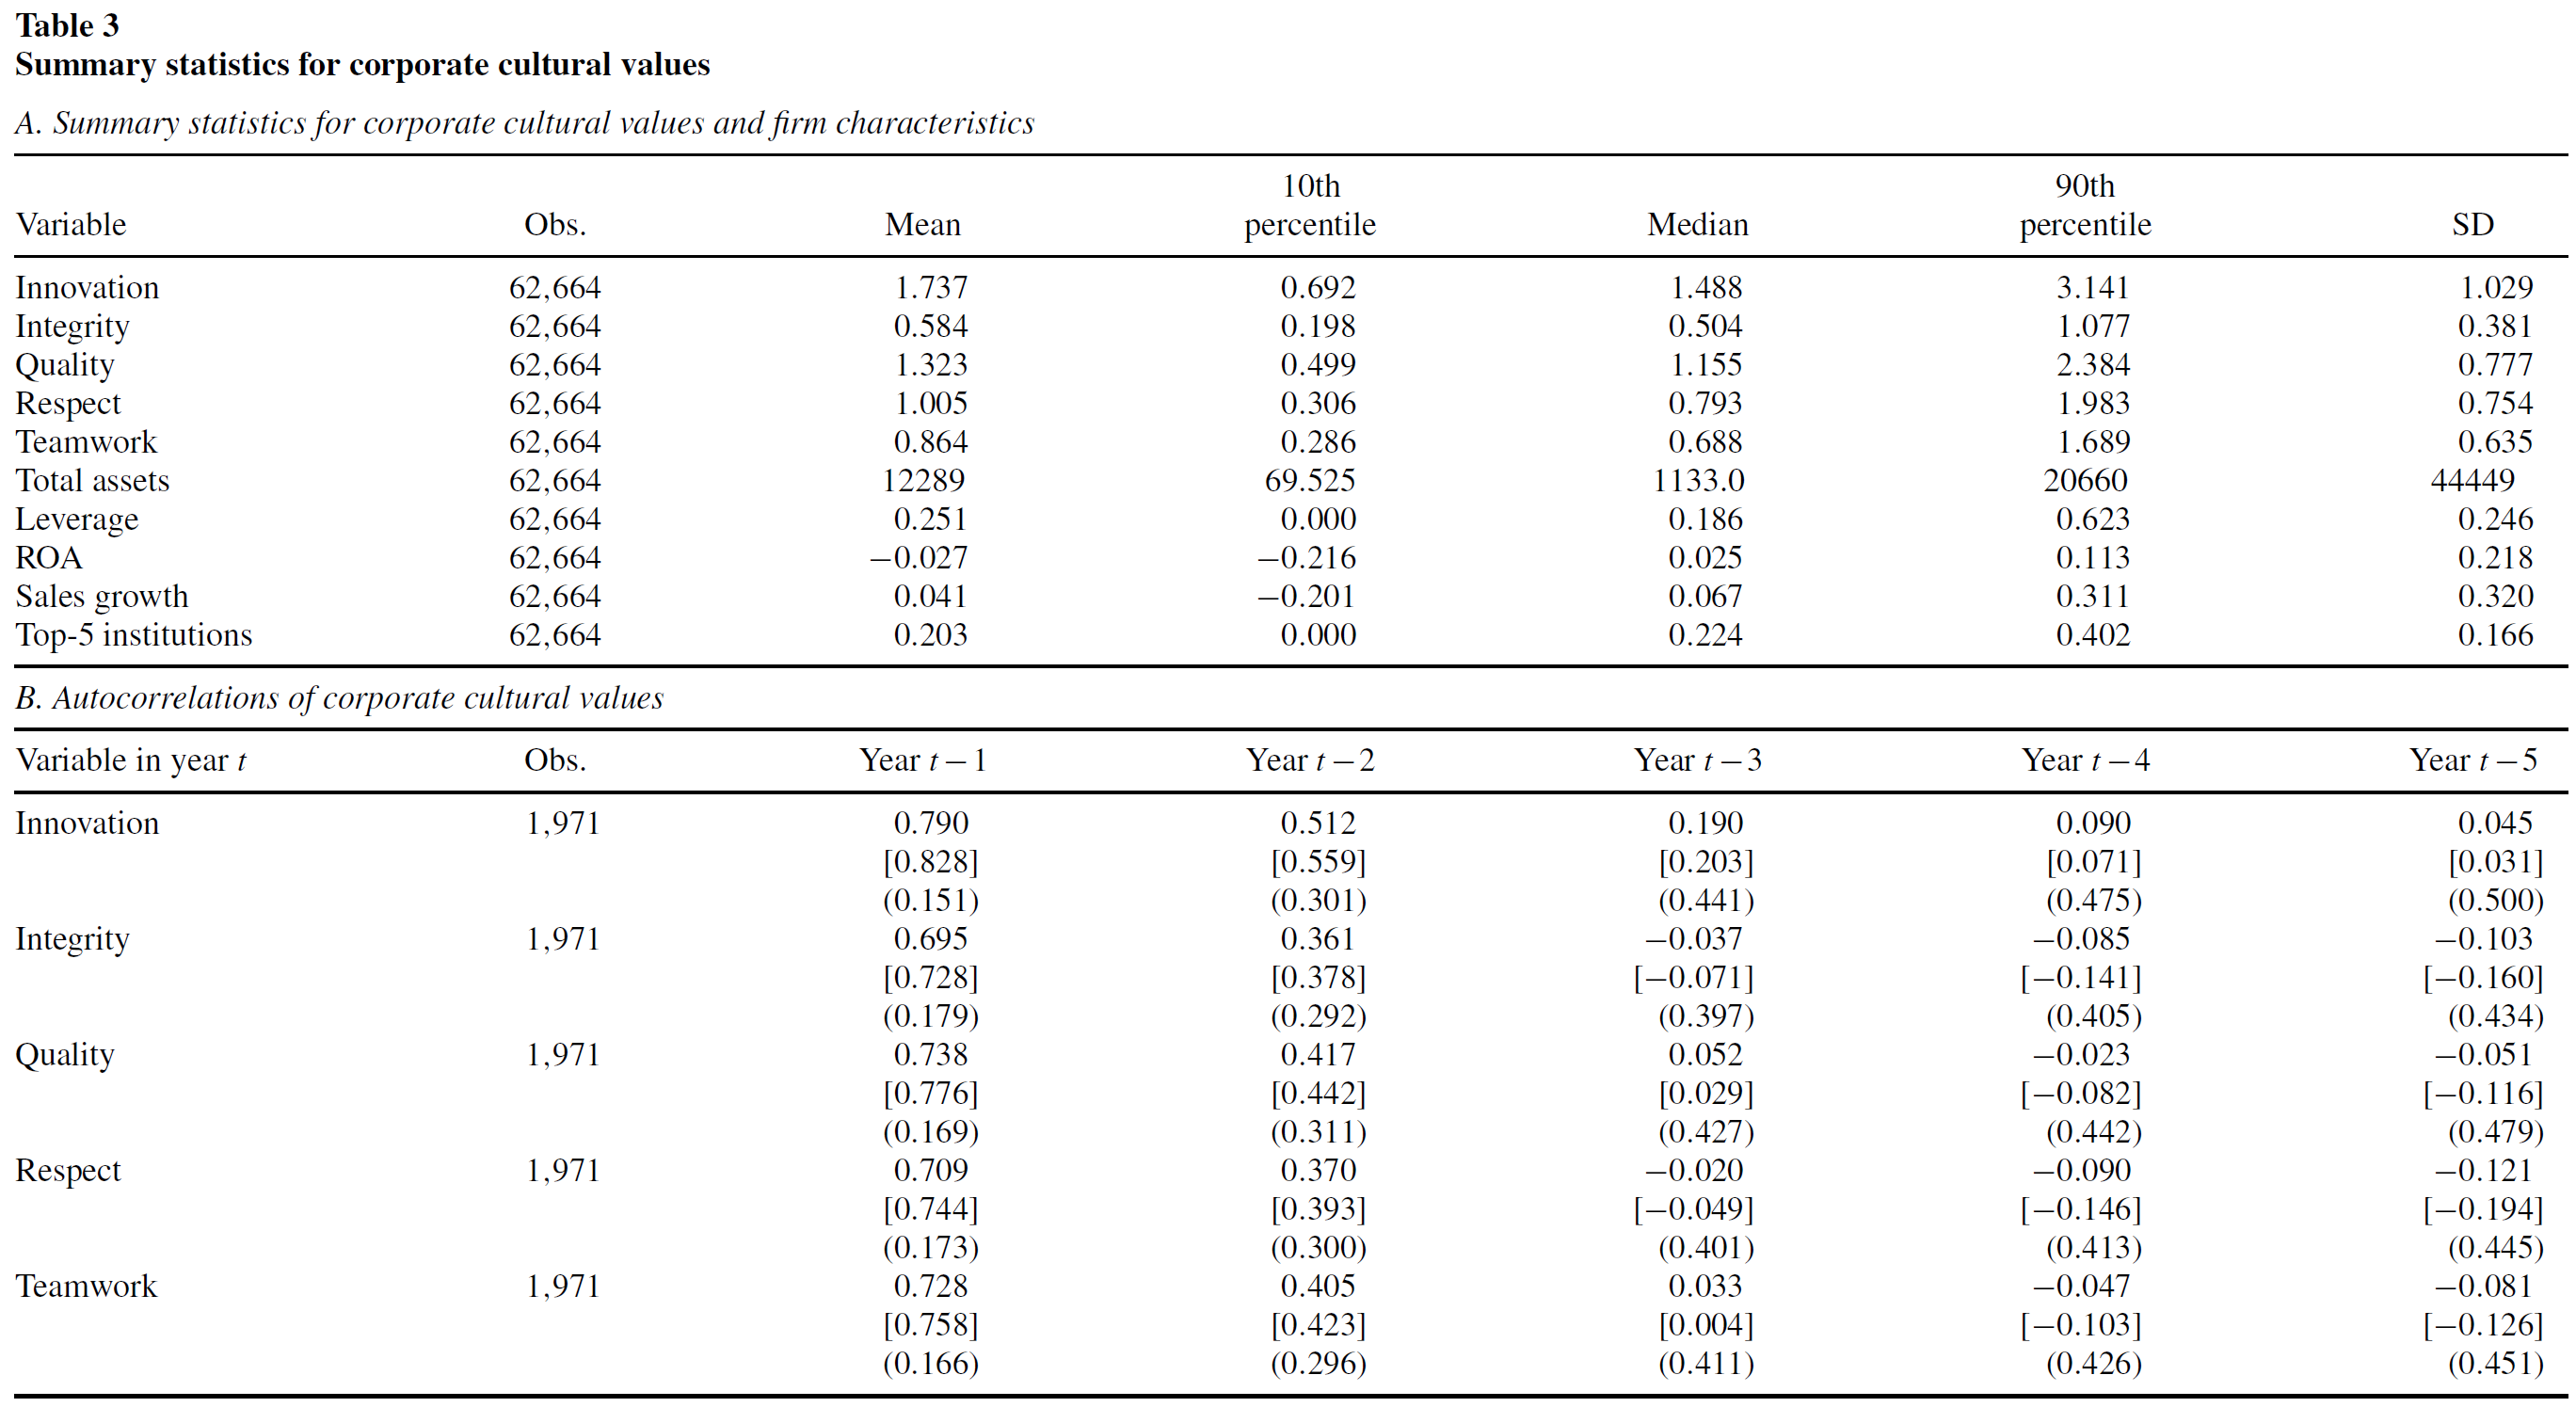 Table 3
Summary statistics for corporate cultural values
A. Summary statistics for corporate cultural values and firm characteristics
10th 90th
Variable Obs. Mean percentile Median percentile SD
Innovation 62,664 1.737 0.692 1.488 3.141 1.029
Integrity 62,664 0.584 0.198 0.504 1.077 0.381
Quality 62,664 1.323 0.499 1.155 2.384 0.777
Respect 62,664 1.005 0.306 0.793 1.983 0.754
Teamwork 62,664 0.864 0.286 0.688 1.689 0.635
Total assets 62,664 12289 69.525 1133.0 20660 44449
Leverage 62,664 0.251 0.000 0.186 0.623 0.246
ROA 62,664 −0.027 −0.216 0.025 0.113 0.218
Sales growth 62,664 0.041 −0.201 0.067 0.311 0.320
Top-5 institutions 62,664 0.203 0.000 0.224 0.402 0.166
B. Autocorrelations of corporate cultural values
Variable in year t Obs. Year t−1 Year t−2 Year t−3 Year t−4 Year t−5
Innovation 1,971 0.790 0.512 0.190 0.090 0.045
[0.828] [0.559] [0.203] [0.071] [0.031]
(0.151) (0.301) (0.441) (0.475) (0.500)
Integrity 1,971 0.695 0.361 −0.037 −0.085 −0.103
[0.728] [0.378] [−0.071] [−0.141] [−0.160]
(0.179) (0.292) (0.397) (0.405) (0.434)
Quality 1,971 0.738 0.417 0.052 −0.023 −0.051
[0.776] [0.442] [0.029] [−0.082] [−0.116]
(0.169) (0.311) (0.427) (0.442) (0.479)
Respect 1,971 0.709 0.370 −0.020 −0.090 −0.121
[0.744] [0.393] [−0.049] [−0.146] [−0.194]
(0.173) (0.300) (0.401) (0.413) (0.445)
Teamwork 1,971 0.728 0.405 0.033 −0.047 −0.081
[0.758] [0.423] [0.004] [−0.103] [−0.126]
(0.166) (0.296) (0.411) (0.426) (0.451)